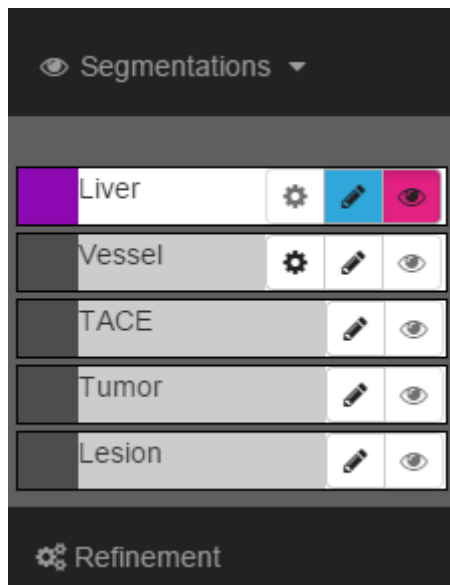 Segmentations
Liver
Vessel
TACE
Tumor
Lesion
Refinement